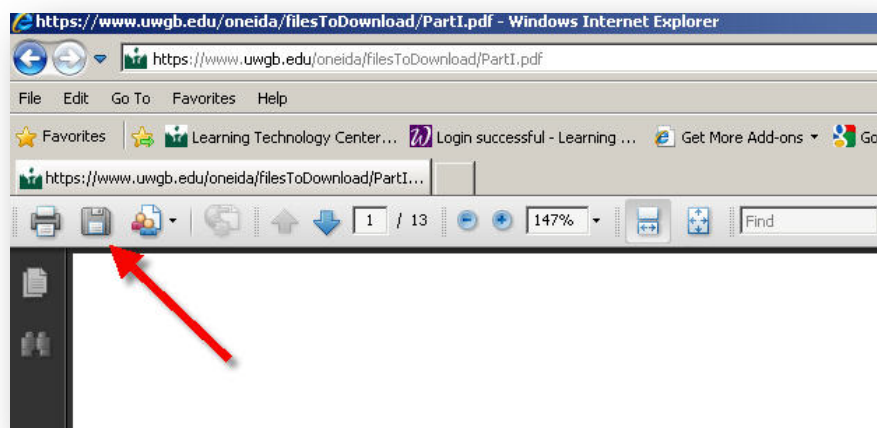 https://www.uwgb.edu/oneida/filesToDownload/PartI.pdf - Windows Internet Explorer
https://www.uwgb.edu/oneida/filesToDownload/PartI.pdf
File Edit Go To Favorites Help
Favorites Learning Technology Center... W Login successful - Learning ... Get More Add-ons Go
https://www.uwgb.edu/oneida/filesToDownload/PartI...
1 / 13 147% Find